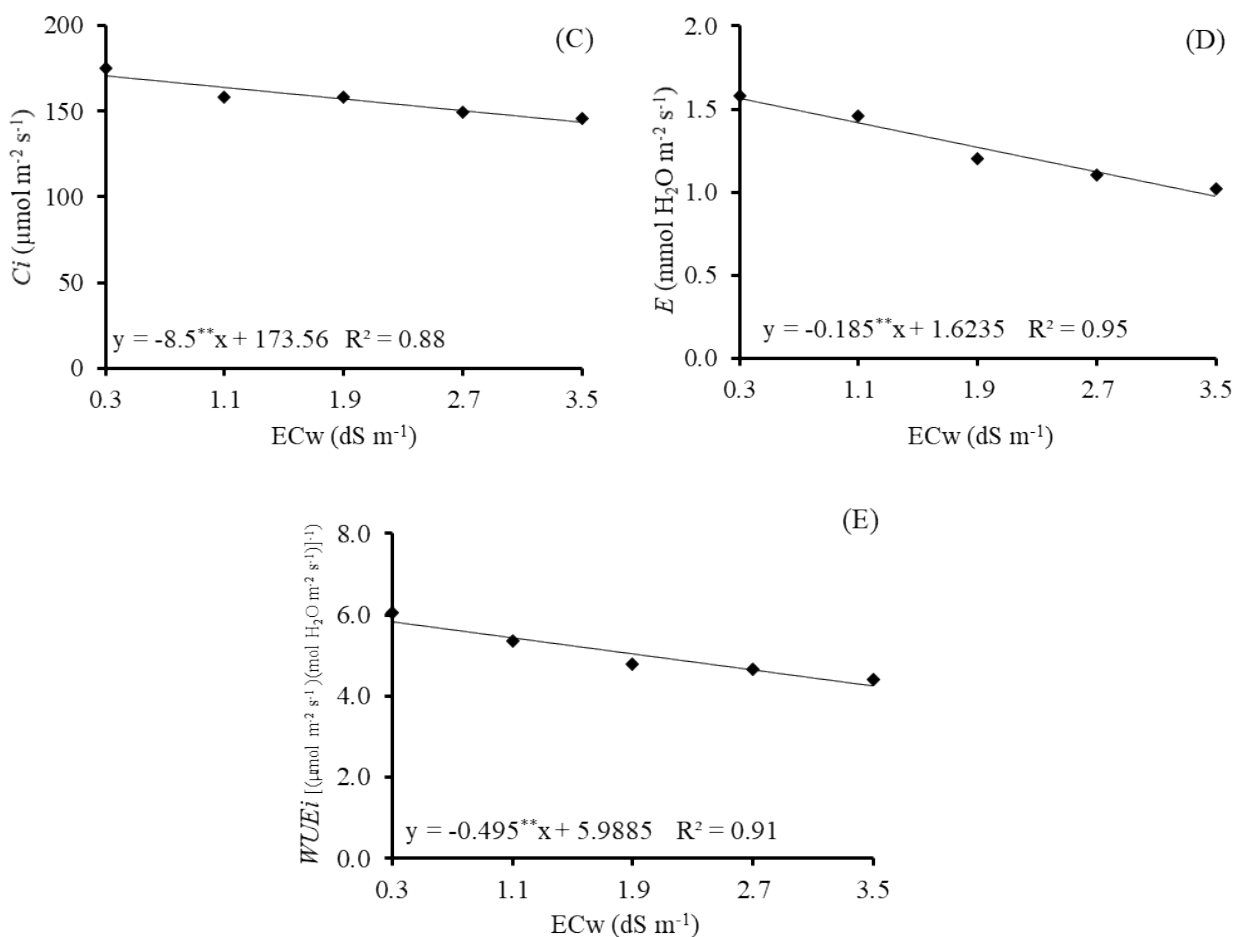 (C)
200
150
100
50
0
Ci (µmol m⁻² s⁻¹)
y = -8.5**x + 173.56 R² = 0.88
0.3 1.1 1.9 2.7 3.5
ECw (dS m⁻¹)
(D)
2.0
1.5
1.0
0.5
0.0
E (mmol H₂O m⁻² s⁻¹)
y = -0.185**x + 1.6235 R² = 0.95
0.3 1.1 1.9 2.7 3.5
ECw (dS m⁻¹)
(E)
8.0
6.0
4.0
2.0
0.0
WUEi [(µmol m⁻² s⁻¹)(mol H₂O m⁻² s⁻¹)]⁻¹)
y = -0.495**x + 5.9885 R² = 0.91
0.3 1.1 1.9 2.7 3.5
ECw (dS m⁻¹)